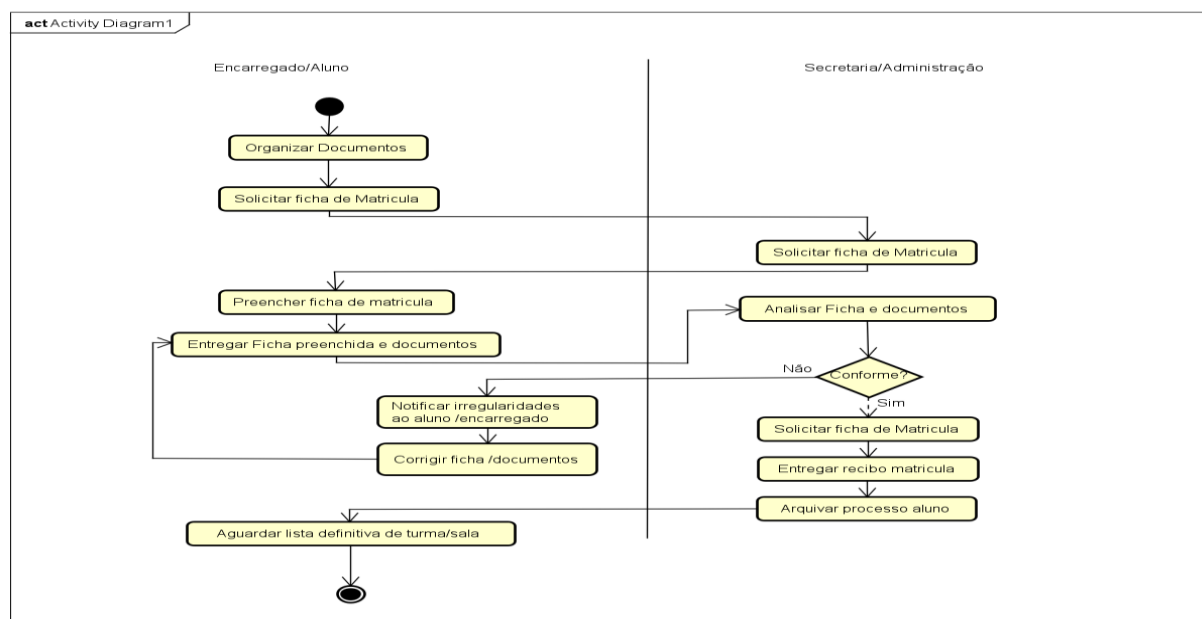 act Activity Diagram1
Encarregado/Aluno
Secretaria/Administração
Organizar Documentos
Solicitar ficha de Matricula
Solicitar ficha de Matricula
Preencher ficha de matricula
Analisar Ficha e documentos
Entregar Ficha preenchida e documentos
Não
Conforme?
Sim
Notificar irregularidades
ao aluno /encarregado
Solicitar ficha de Matricula
Corrigir ficha /documentos
Entregar recibo matricula
Arquivar processo aluno
Aguardar lista definitiva de turma/sala